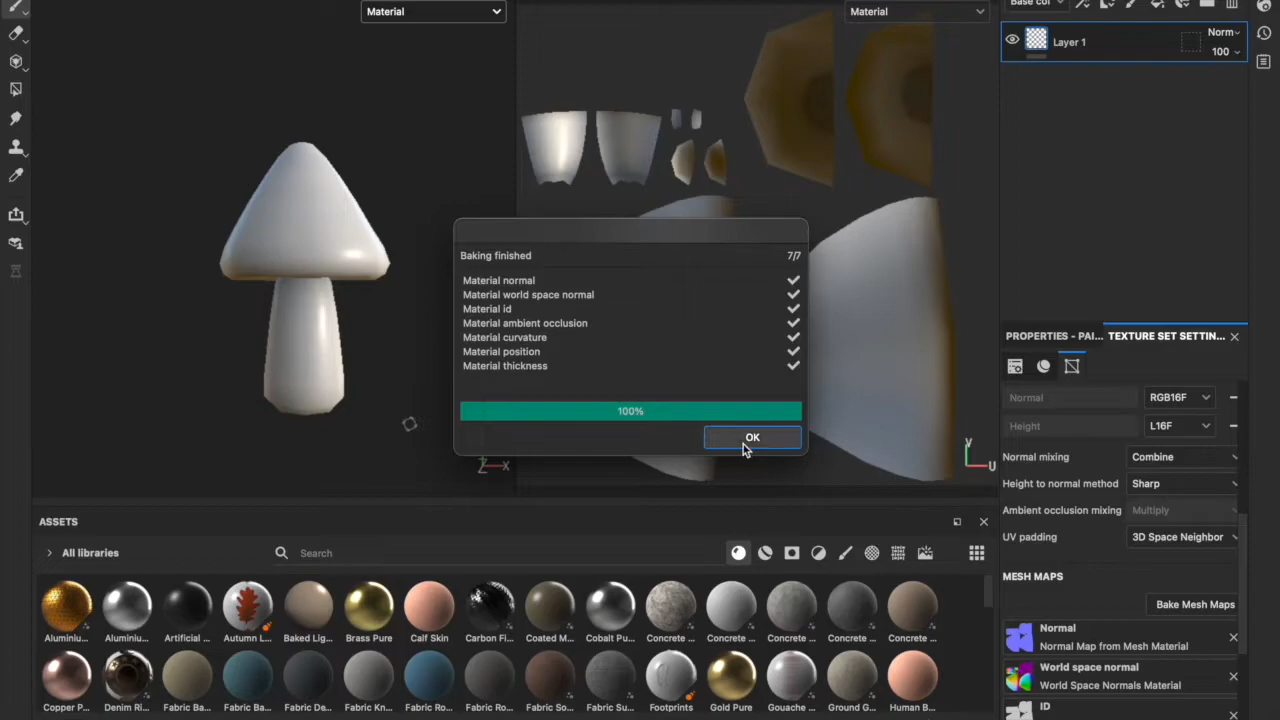 Material
Material
Base col
Layer 1
Norm
100
Baking finished
7/7
Material normal
Material world space normal
Material id
Material ambient occlusion
Material curvature
Material position
Material thickness
100%
OK
Z
X
V
U
PROPERTIES - PAI...
TEXTURE SET SETTIN...
Normal
RGB16F
Height
L16F
Normal mixing
Combine
Height to normal method
Sharp
Ambient occlusion mixing
Multiply
UV padding
3D Space Neighbor
MESH MAPS
Bake Mesh Maps
Normal
Normal Map from Mesh Material
World space normal
World Space Normals Material
ID
ASSETS
All libraries
Search
Aluminiu...
Aluminiu...
Artificial ...
Autumn L...
Baked Lig...
Brass Pure
Calf Skin
Carbon Fi...
Coated M...
Cobalt Pu...
Concrete ...
Concrete ...
Concrete ...
Concrete ...
Concrete ...
Copper P...
Denim Ri...
Fabric Ba...
Fabric Ba...
Fabric De...
Fabric Kn...
Fabric Ro...
Fabric Ro...
Fabric So...
Fabric Su...
Footprints
Gold Pure
Gouache ...
Ground G...
Human B...